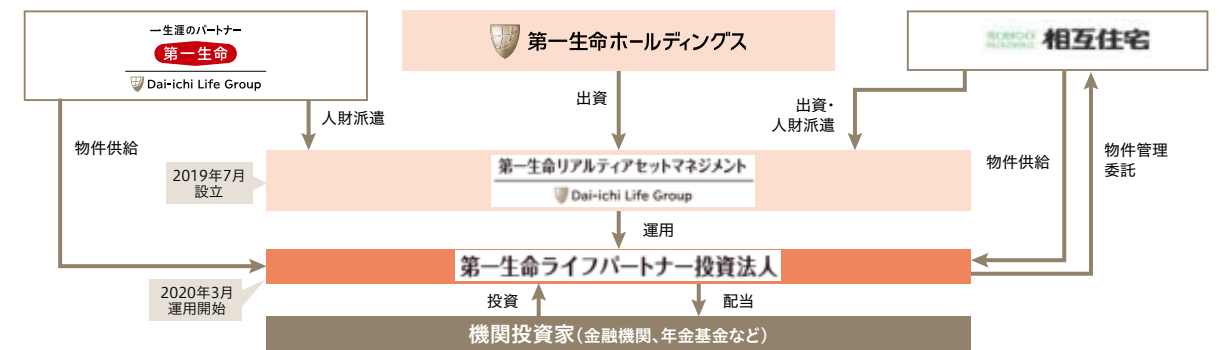 一生涯のパートナー
第一生命
Dai-ichi Life Group
第一生命ホールディングス
相互住宅
物件供給
人財派遣
出資
出資・
人財派遣
物件供給
物件管理
委託
2019年7月
設立
第一生命リアルティアセットマネジメント
Dai-ichi Life Group
運用
第一生命ライフパートナー投資法人
2020年3月
運用開始
投資
配当
機関投資家(金融機関、年金基金など)